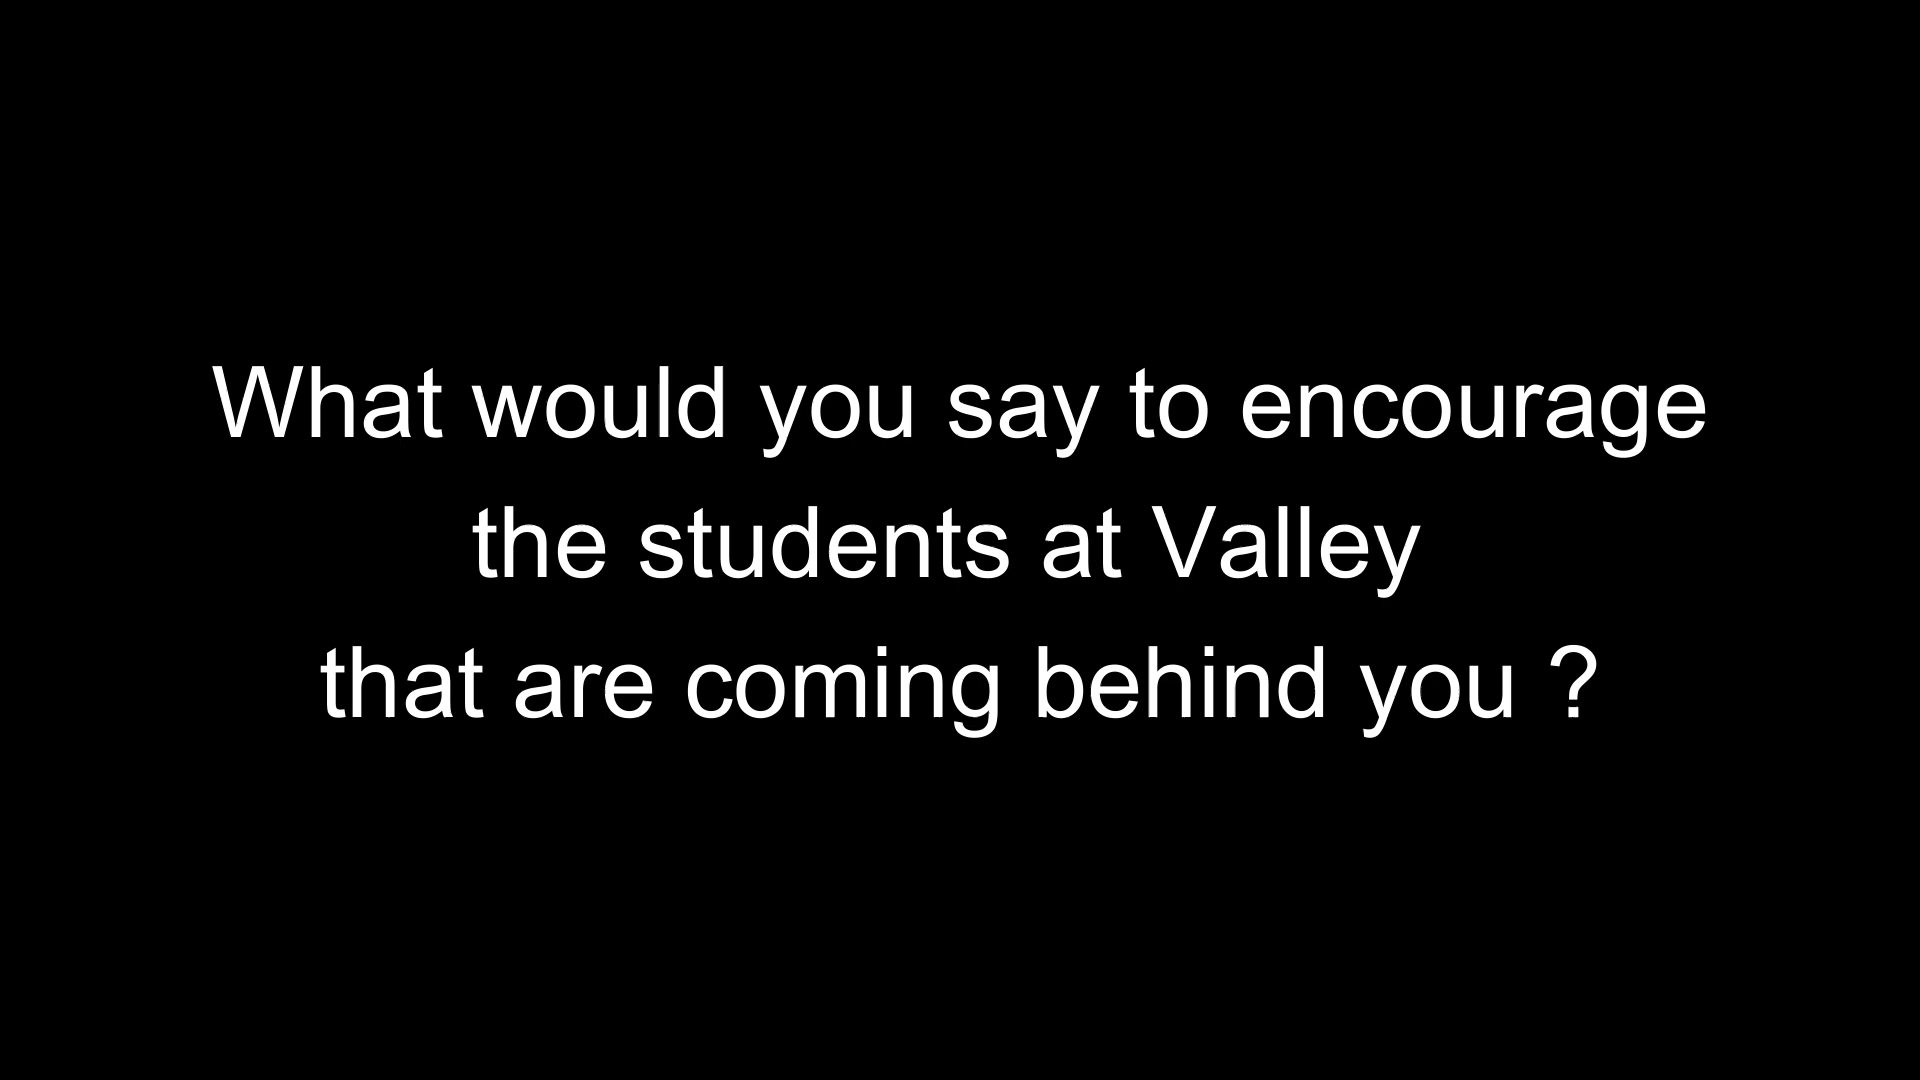 What would you say to encourage
the students at Valley
that are coming behind you ?